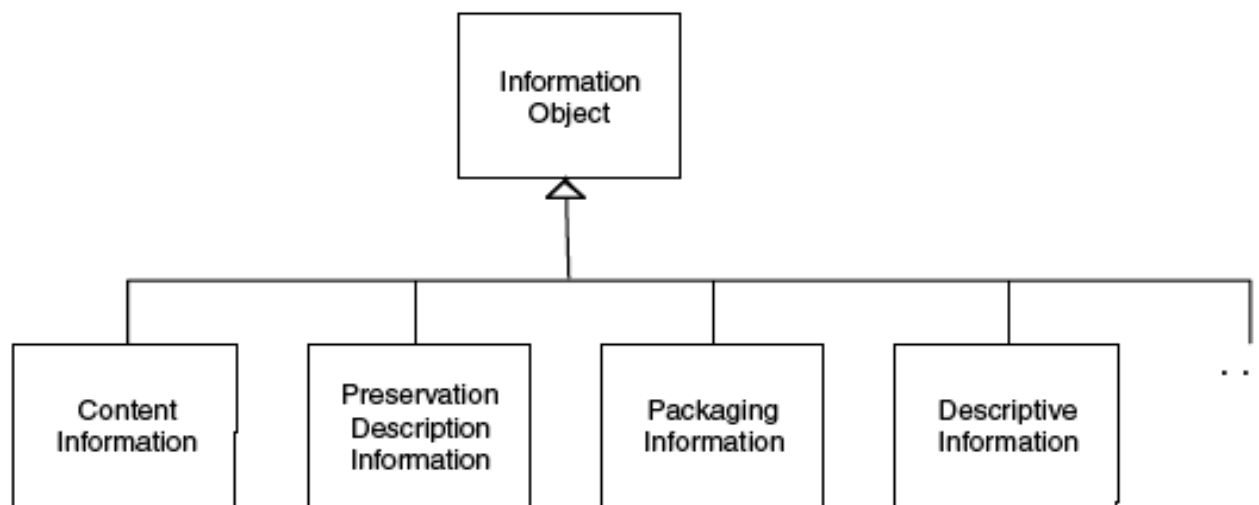 Information
Object
Content
Information
Preservation
Description
Information
Packaging
Information
Descriptive
Information
. .